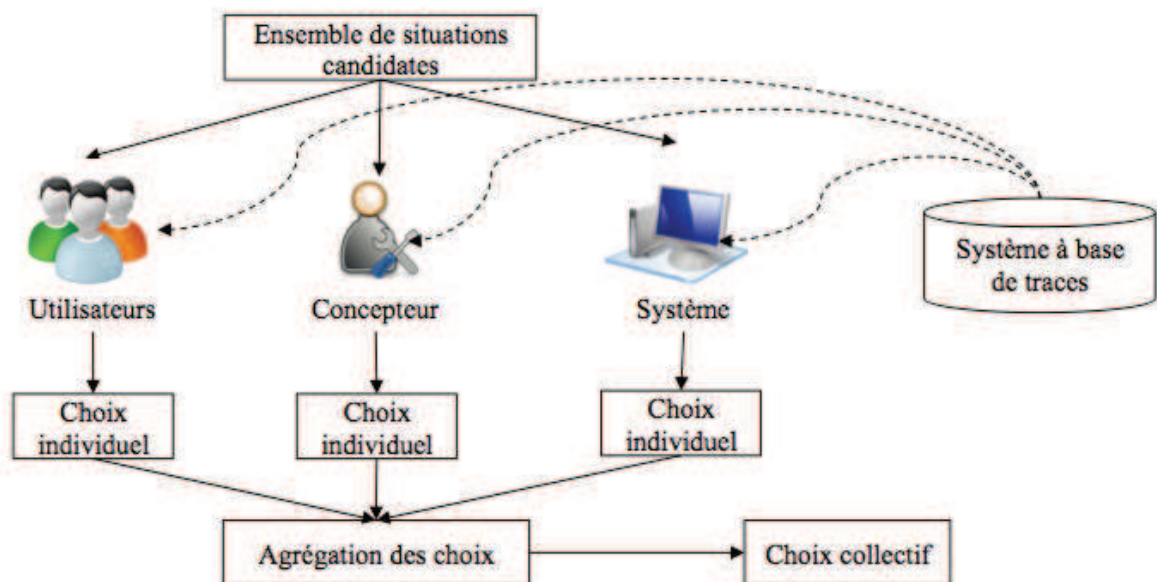 Ensemble de situations
candidates
Système à base
de traces
Utilisateurs
Concepteur
Système
Choix
individuel
Choix
individuel
Choix
individuel
Agrégation des choix
Choix collectif